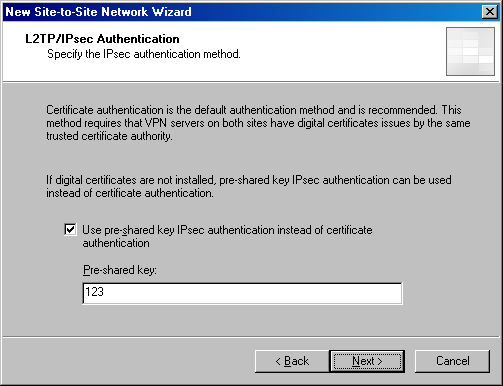 New Site-to-Site Network Wizard
L2TP/IPsec Authentication
Specify the IPsec authentication method.
Certificate authentication is the default authentication method and is recommended. This
method requires that VPN servers on both sites have digital certificates issues by the same
trusted certificate authority.
If digital certificates are not installed, pre-shared key IPsec authentication can be used
instead of certificate authentication.
Use pre-shared key IPsec authentication instead of certificate
authentication
Pre-shared key:
123
< Back
Next >
Cancel